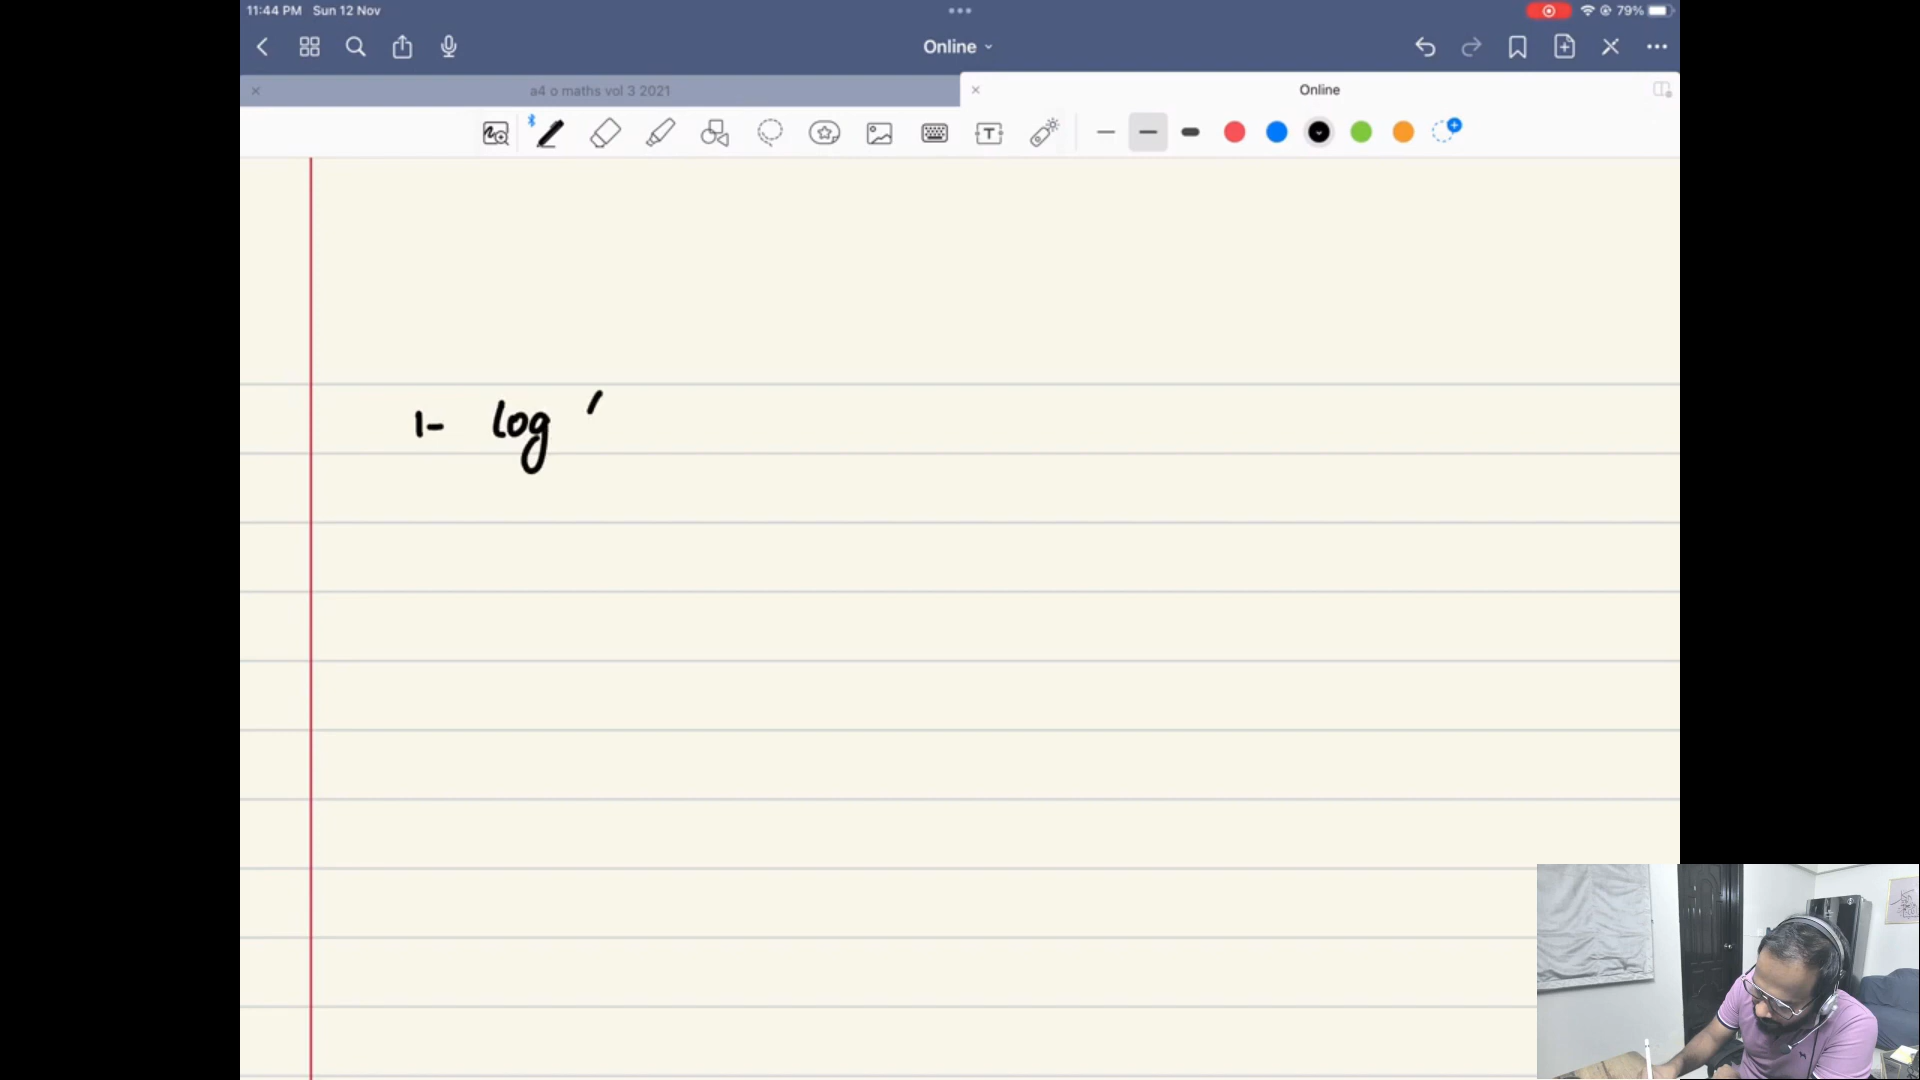 11:44 PM Sun 12 Nov
79%
Online
a4 o maths vol 3 2021
Online
T
1- log